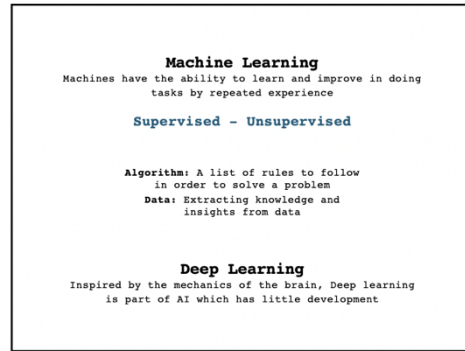 Machine Learning
Machines have the ability to learn and improve in doing
tasks by repeated experience
Supervised - Unsupervised
Algorithm: A list of rules to follow
in order to solve a problem
Data: Extracting knowledge and
insights from data
Deep Learning
Inspired by the mechanics of the brain, Deep learning
is part of AI which has little development